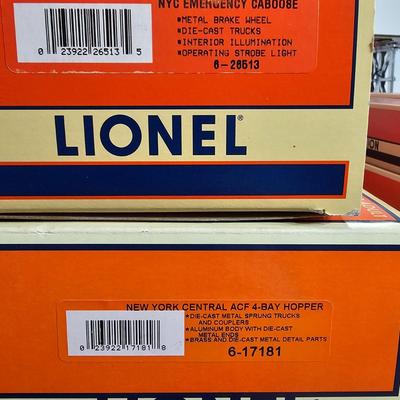 NYC EMERGENCY CABOOSE
*METAL BRAKE WHEEL
*DIE-CAST TRUCKS
*INTERIOR ILLUMINATION
*OPERATING STROBE LIGHT
6-26513
0 23922 26513 5
LIONEL®
NEW YORK CENTRAL ACF 4-BAY HOPPER
*DIE-CAST METAL SPRUNG TRUCKS
AND COUPLERS
*ALUMINUM BODY WITH DIE-CAST
METAL ENDS
*BRASS AND DIE-CAST METAL DETAIL PARTS
6-17181
0 23922 17181 8